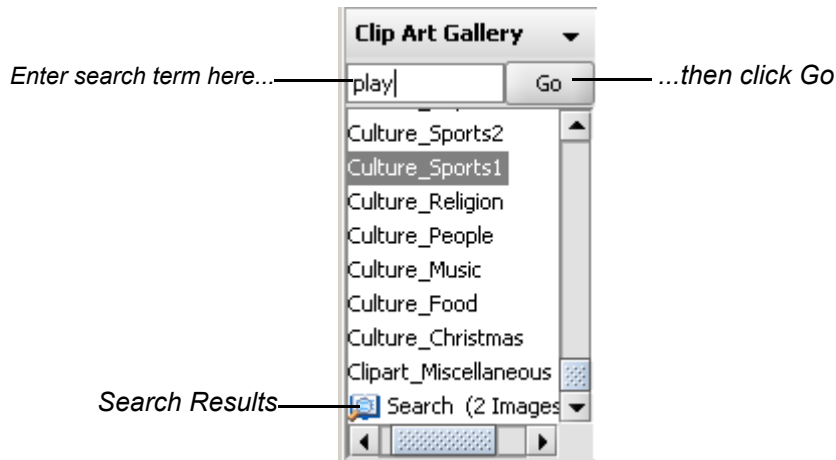 Clip Art Gallery
Enter search term here...
play
Go
...then click Go
Culture_Sports2
Culture_Sports1
Culture_Religion
Culture_People
Culture_Music
Culture_Food
Culture_Christmas
Clipart_Miscellaneous
Search Results
Search (2 Images